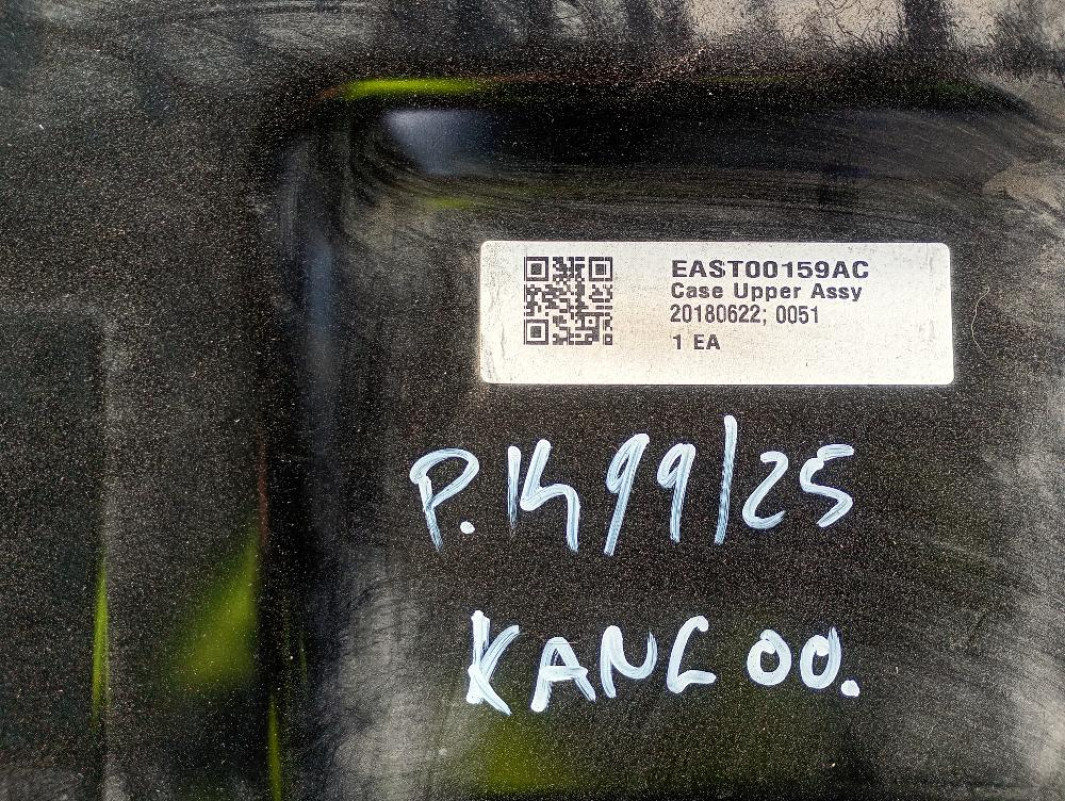 EAST00159AC
Case Upper Assy
20180622; 0051
1 EA
P.1499/25
KANGOO.